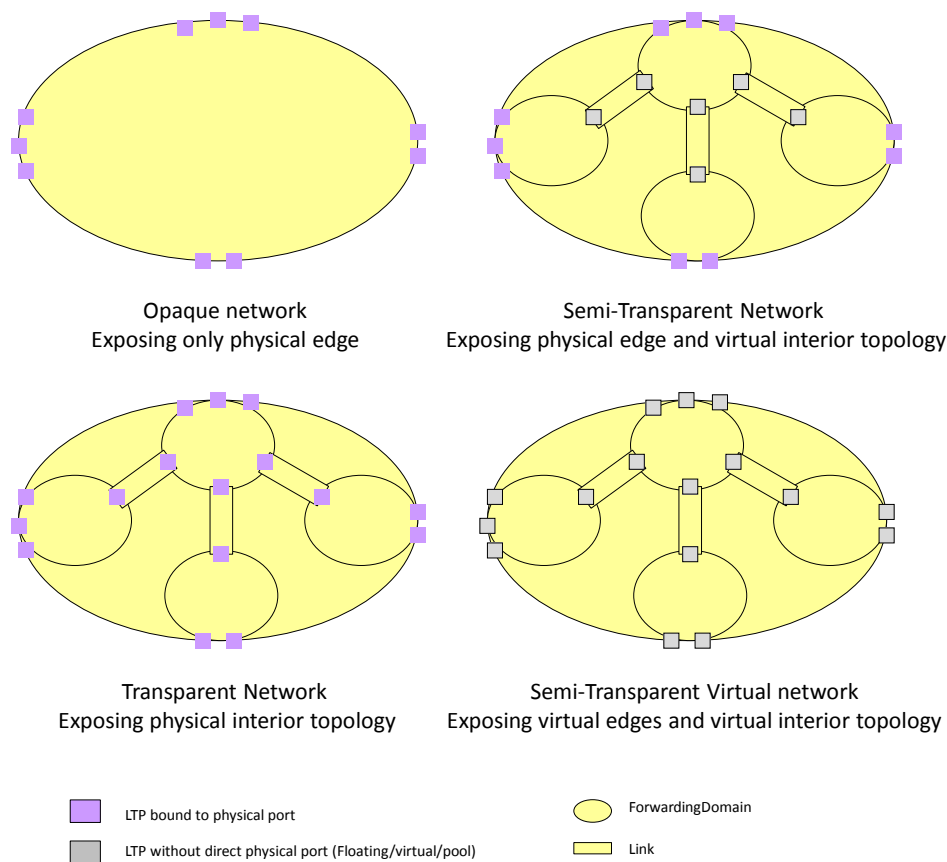 Opaque network
Exposing only physical edge
Semi-Transparent Network
Exposing physical edge and virtual interior topology
Transparent Network
Exposing physical interior topology
Semi-Transparent Virtual network
Exposing virtual edges and virtual interior topology
LTP bound to physical port
ForwardingDomain
LTP without direct physical port (Floating/virtual/pool)
Link